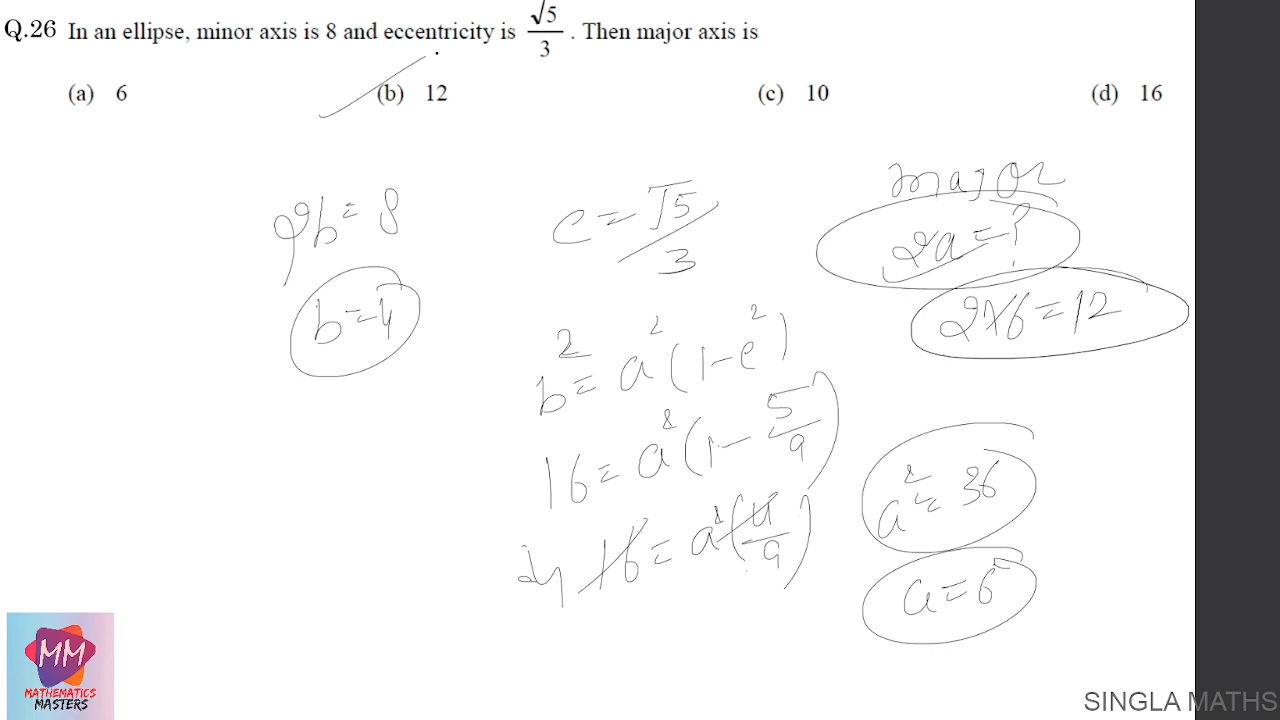 Q.26 In an ellipse, minor axis is 8 and eccentricity is √5/3 . Then major axis is
(a) 6 (b) 12 (c) 10 (d) 16
major
2b = 8
e = √5/3
2a = ?
b = 4
2×6 = 12
b² = a²(1 - e²)
16 = a²(1 - 5/9)
a² = 36
4 16 = a²(4/9)
a = 6
MM
MATHEMATICS
MASTERS
SINGLA MATHS